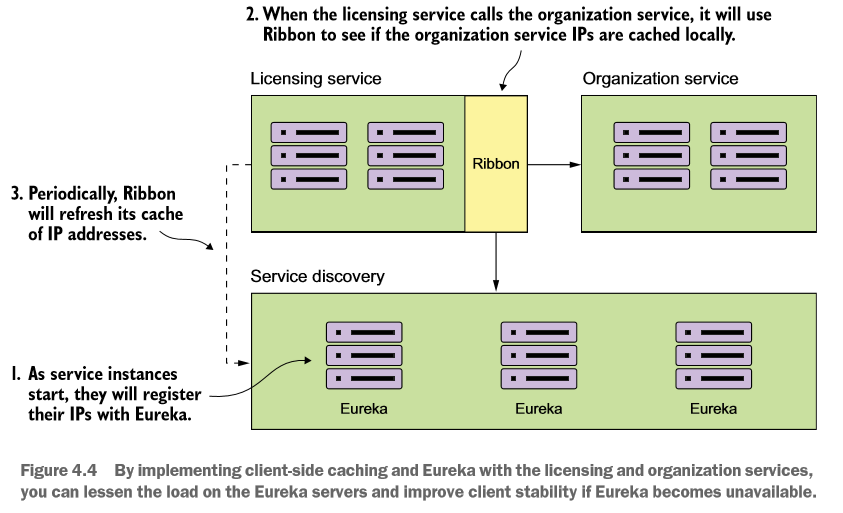 2. When the licensing service calls the organization service, it will use
Ribbon to see if the organization service IPs are cached locally.
Licensing service
Organization service
Ribbon
3. Periodically, Ribbon
will refresh its cache
of IP addresses.
Service discovery
1. As service instances
start, they will register
their IPs with Eureka.
Eureka
Eureka
Eureka
Figure 4.4 By implementing client-side caching and Eureka with the licensing and organization services,
you can lessen the load on the Eureka servers and improve client stability if Eureka becomes unavailable.